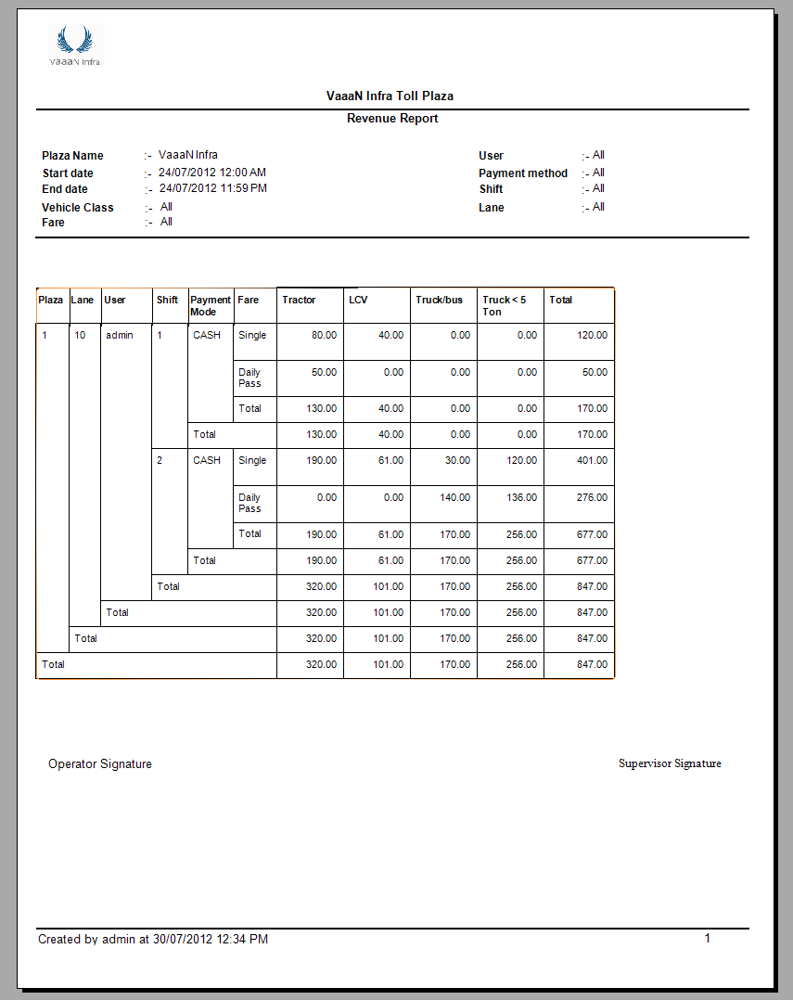 VaaaN Infra
VaaaN Infra Toll Plaza
Revenue Report
Plaza Name :- VaaaN Infra User :- All
Start date :- 24/07/2012 12:00 AM Payment method :- All
End date :- 24/07/2012 11:59 PM Shift :- All
Vehicle Class :- All Lane :- All
Fare :- All
Plaza Lane User Shift Payment Fare Tractor LCV Truck/bus Truck < 5 Total
Mode Ton
1 10 admin 1 CASH Single 80.00 40.00 0.00 0.00 120.00
Daily 50.00 0.00 0.00 0.00 50.00
Pass
Total 130.00 40.00 0.00 0.00 170.00
Total 130.00 40.00 0.00 0.00 170.00
2 CASH Single 190.00 61.00 30.00 120.00 401.00
Daily 0.00 0.00 140.00 136.00 276.00
Pass
Total 190.00 61.00 170.00 256.00 677.00
Total 190.00 61.00 170.00 256.00 677.00
Total 320.00 101.00 170.00 256.00 847.00
Total 320.00 101.00 170.00 256.00 847.00
Total 320.00 101.00 170.00 256.00 847.00
Total 320.00 101.00 170.00 256.00 847.00
Operator Signature Supervisor Signature
Created by admin at 30/07/2012 12:34 PM 1